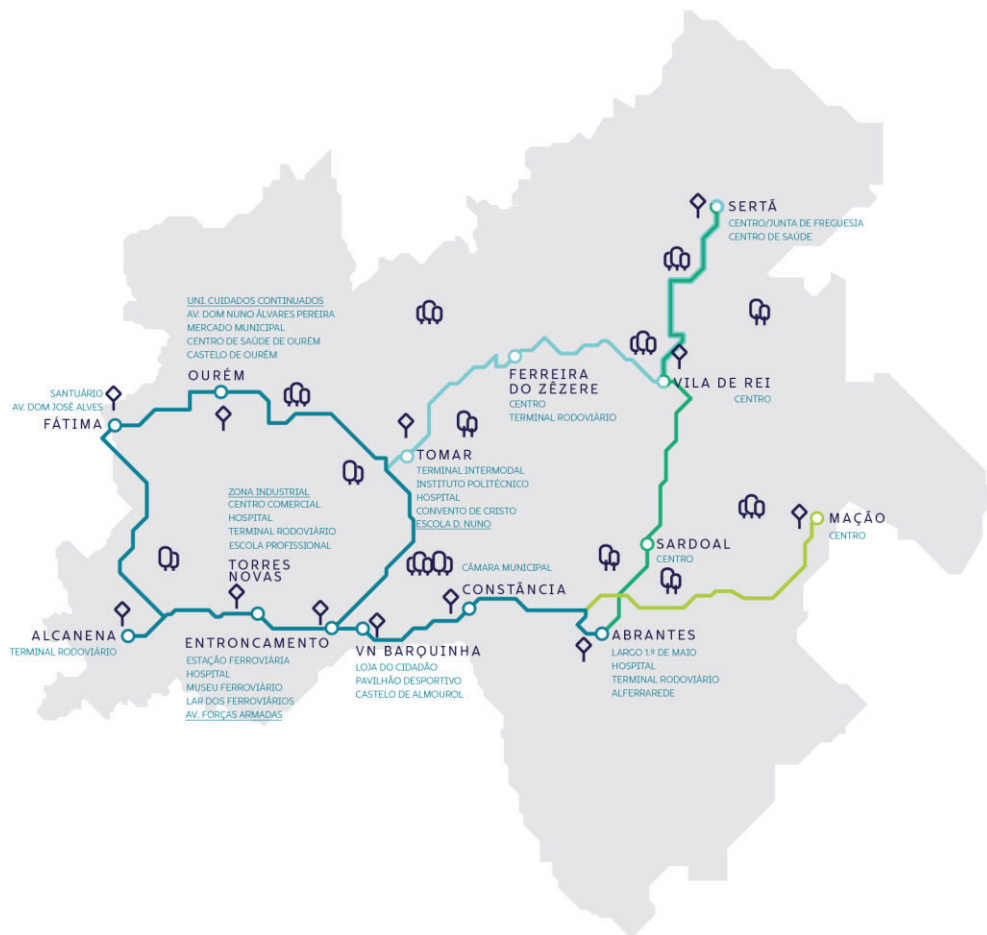 SERTÃ
CENTRO/JUNTA DE FREGUESIA
CENTRO DE SAÚDE
UNI. CUIDADOS CONTINUADOS
AV. DOM NUNO ÁLVARES PEREIRA
MERCADO MUNICIPAL
CENTRO DE SAÚDE DE OURÉM
CASTELO DE OURÉM
OURÉM
FERREIRA
DO ZÊZERE
CENTRO
TERMINAL RODOVIÁRIO
VILA DE REI
CENTRO
SANTUÁRIO
AV. DOM JOSÉ ALVES
FÁTIMA
TOMAR
TERMINAL INTERMODAL
INSTITUTO POLITÉCNICO
HOSPITAL
CONVENTO DE CRISTO
ESCOLA D. NUNO
ZONA INDUSTRIAL
CENTRO COMERCIAL
HOSPITAL
TERMINAL RODOVIÁRIO
ESCOLA PROFISSIONAL
TORRES
NOVAS
MAÇÃO
CENTRO
SARDOAL
CENTRO
CÂMARA MUNICIPAL
CONSTÂNCIA
ALCANENA
TERMINAL RODOVIÁRIO
ENTRONCAMENTO
ESTAÇÃO FERROVIÁRIA
HOSPITAL
MUSEU FERROVIÁRIO
LAR DOS FERROVIÁRIOS
AV. FORÇAS ARMADAS
VN BARQUINHA
LOJA DO CIDADÃO
PAVILHÃO DESPORTIVO
CASTELO DE ALMOUROL
ABRANTES
LARGO 1.º DE MAIO
HOSPITAL
TERMINAL RODOVIÁRIO
ALFERRAREDE